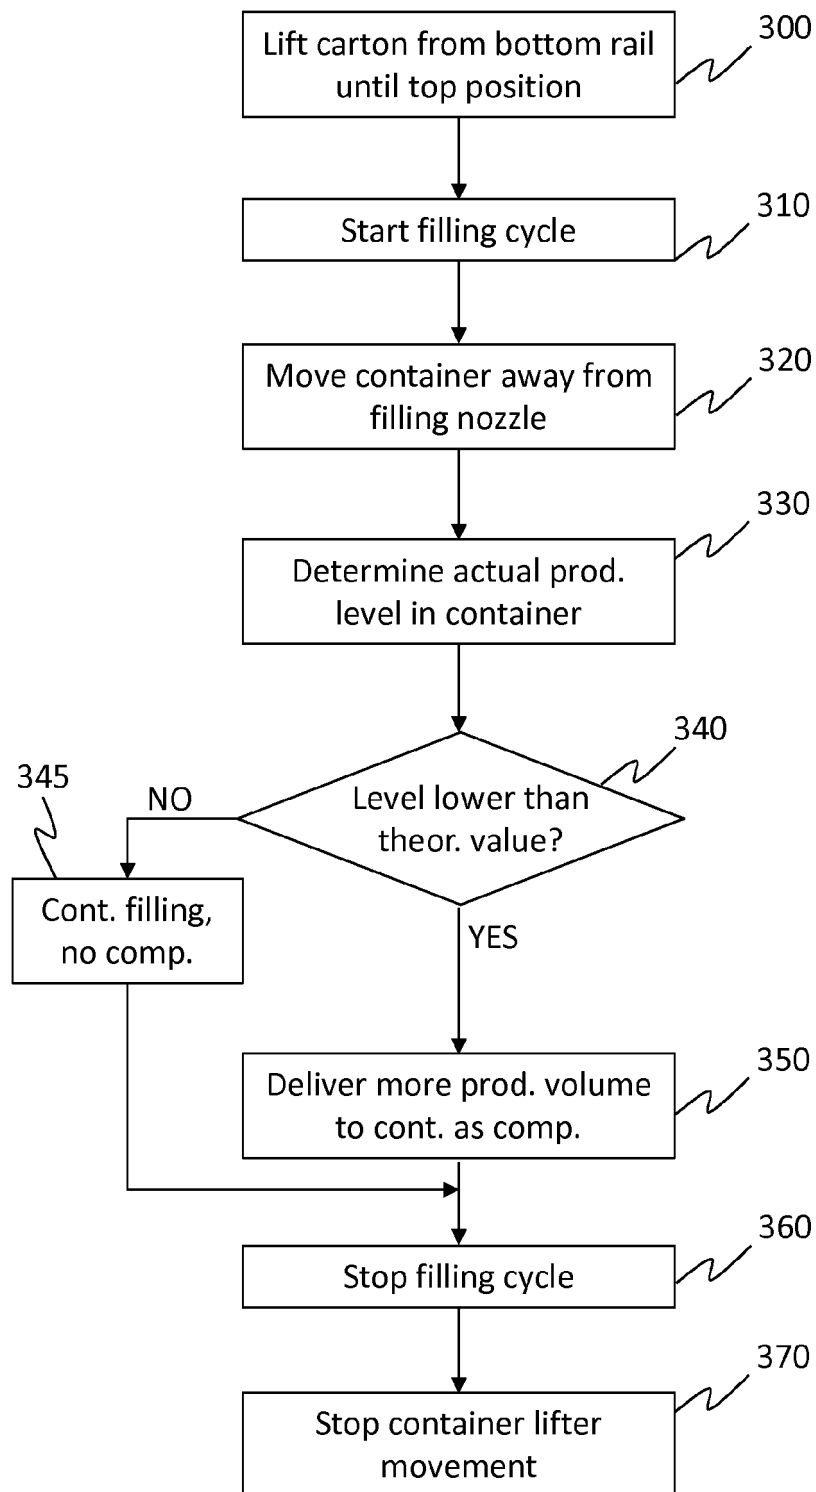 300
Lift carton from bottom rail
until top position
310
Start filling cycle
320
Move container away from
filling nozzle
330
Determine actual prod.
level in container
340
Level lower than
theor. value?
345
NO
Cont. filling,
no comp.
YES
350
Deliver more prod. volume
to cont. as comp.
360
Stop filling cycle
370
Stop container lifter
movement